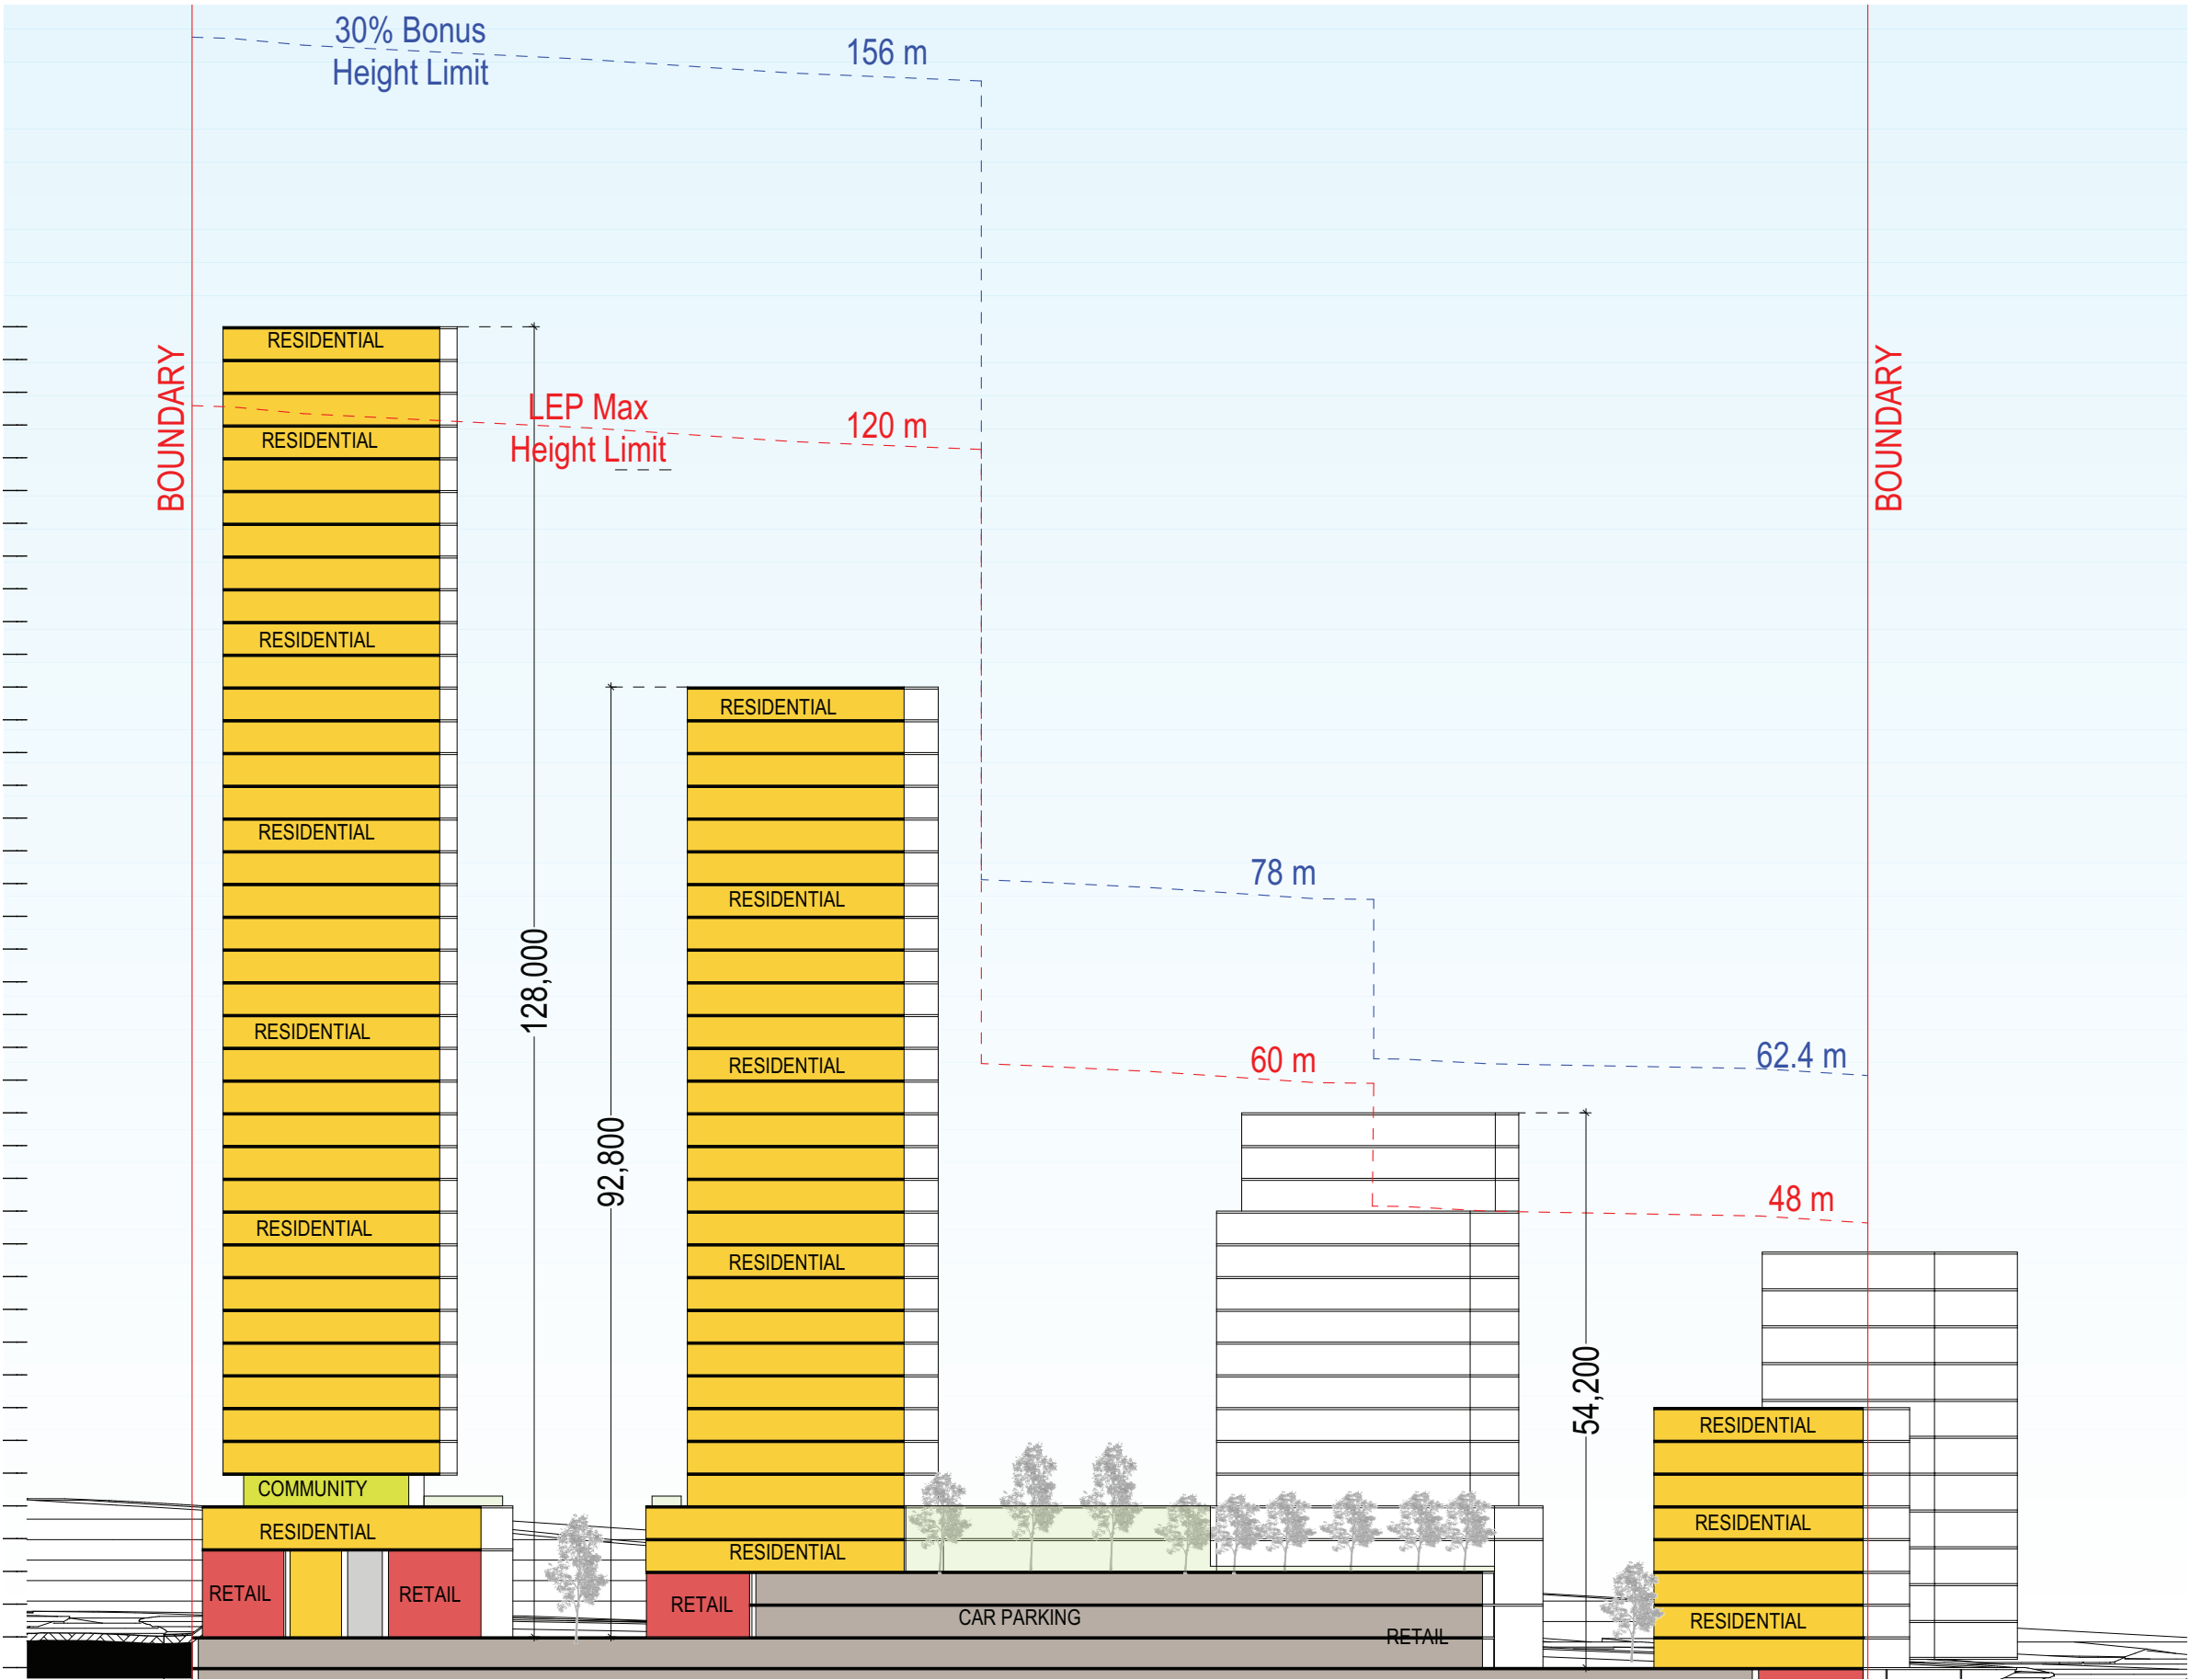 30% Bonus
Height Limit
156 m
RESIDENTIAL
BOUNDARY
BOUNDARY
LEP Max
Height Limit
120 m
RESIDENTIAL
RESIDENTIAL
RESIDENTIAL
RESIDENTIAL
78 m
RESIDENTIAL
128,000
RESIDENTIAL
60 m
62.4 m
RESIDENTIAL
92,800
48 m
RESIDENTIAL
RESIDENTIAL
54,200
RESIDENTIAL
COMMUNITY
RESIDENTIAL
RESIDENTIAL
RESIDENTIAL
RETAIL
RETAIL
RETAIL
CAR PARKING
RESIDENTIAL
RETAIL